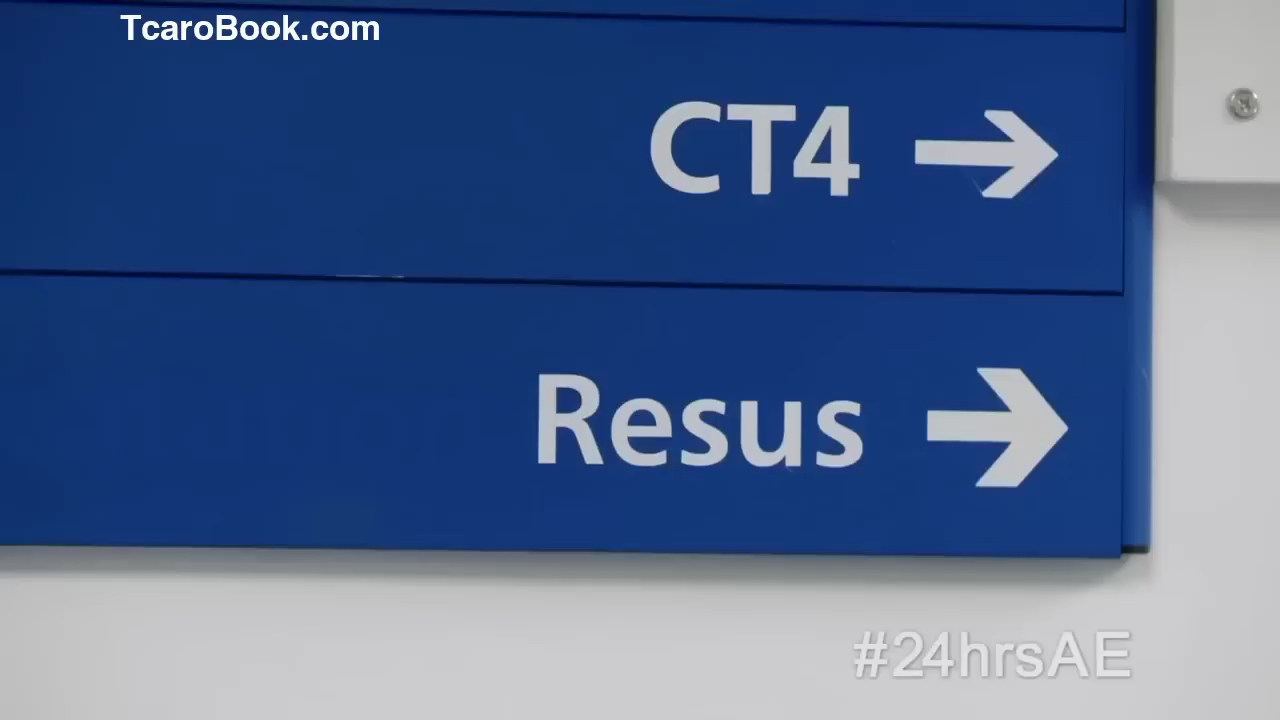 TcaroBook.com
CT4 →
Resus →
#24hrsAE